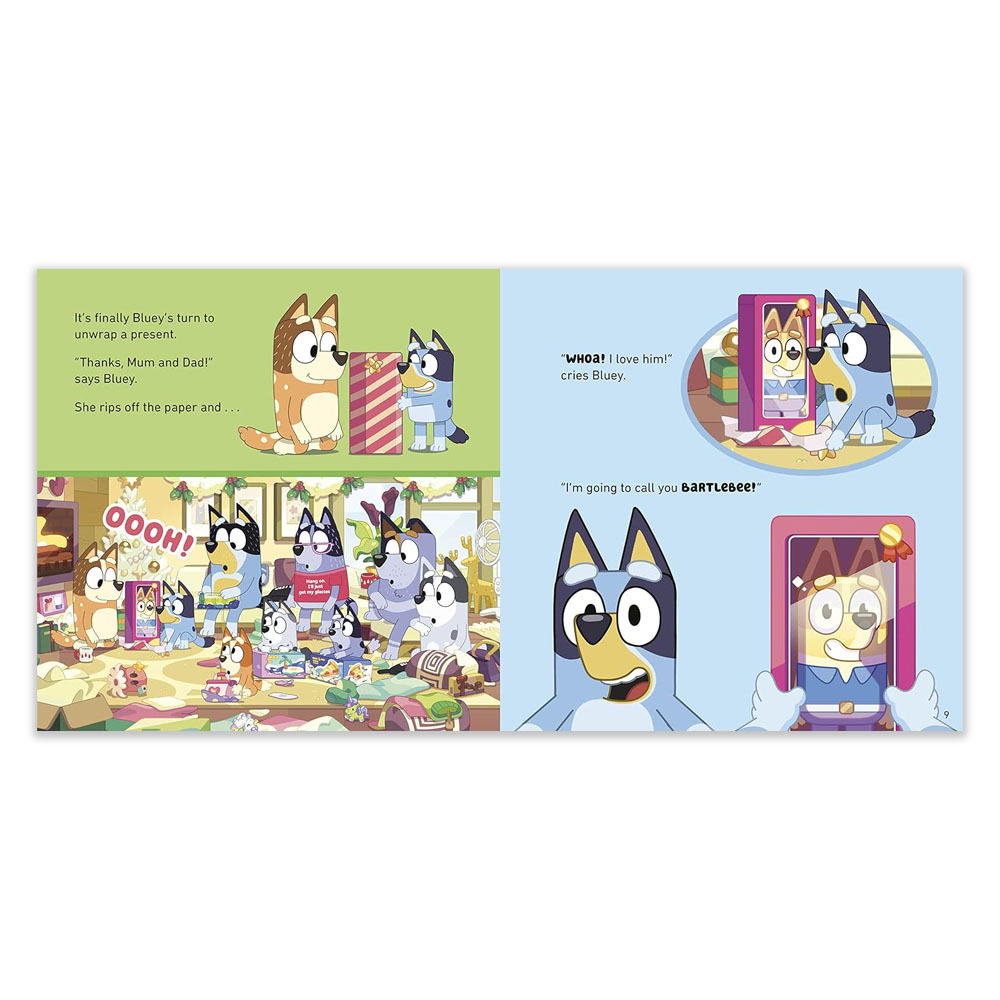 It's finally Bluey's turn to
unwrap a present.
"Thanks, Mum and Dad!"
says Bluey.
She rips off the paper and . . .
OOOH!
Hang on,
I'll just
get my glasses
"WHOA! I love him!"
cries Bluey.
"I'm going to call you BARTLEBEE!"
9